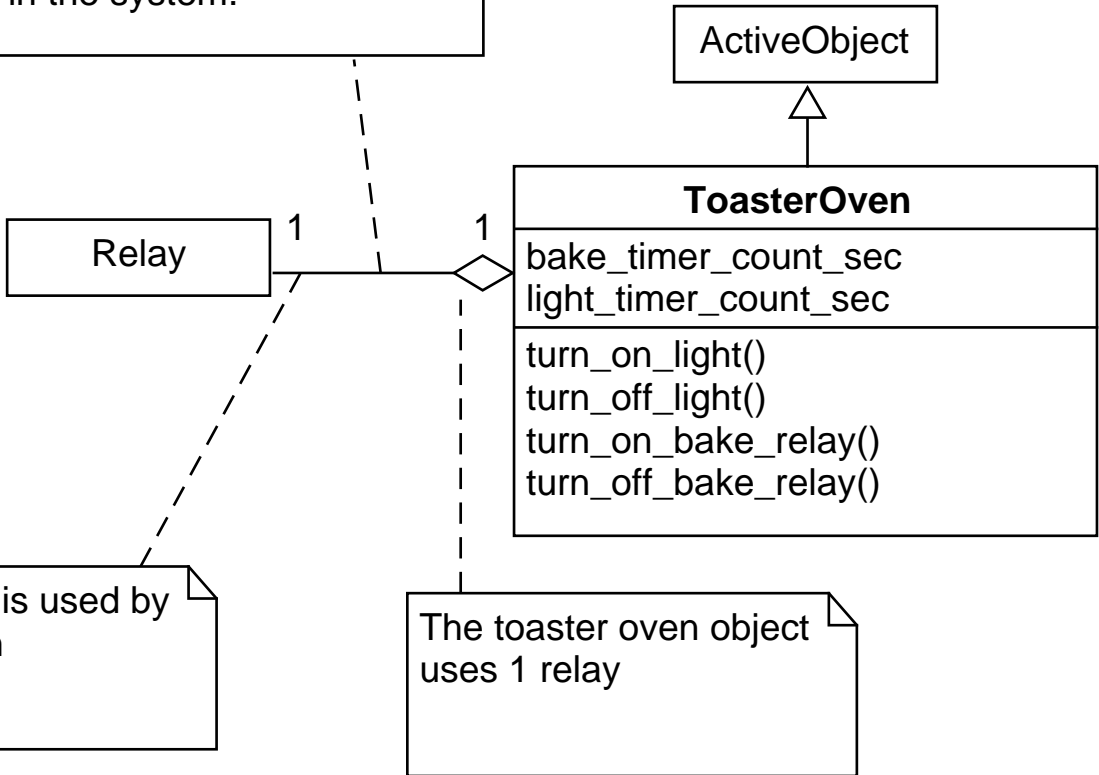 in the system.
ActiveObject
ToasterOven
bake_timer_count_sec
light_timer_count_sec
turn_on_light()
turn_off_light()
turn_on_bake_relay()
turn_off_bake_relay()
Relay
1
1
is used by
The toaster oven object
uses 1 relay